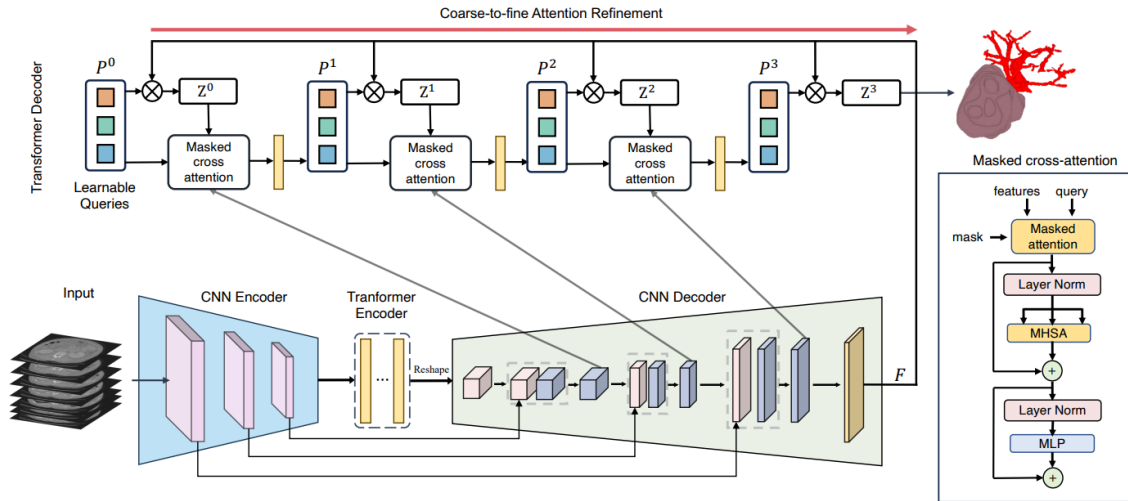 Coarse-to-fine Attention Refinement
Transformer Decoder
P⁰
Z⁰
P¹
Z¹
P²
Z²
P³
Z³
Masked
cross
attention
Masked
cross
attention
Masked
cross
attention
Learnable
Queries
Masked cross-attention
features query
mask
Masked
attention
Layer Norm
MHSA
+
Layer Norm
MLP
+
Input
CNN Encoder
Tranformer
Encoder
...
Reshape
CNN Decoder
F